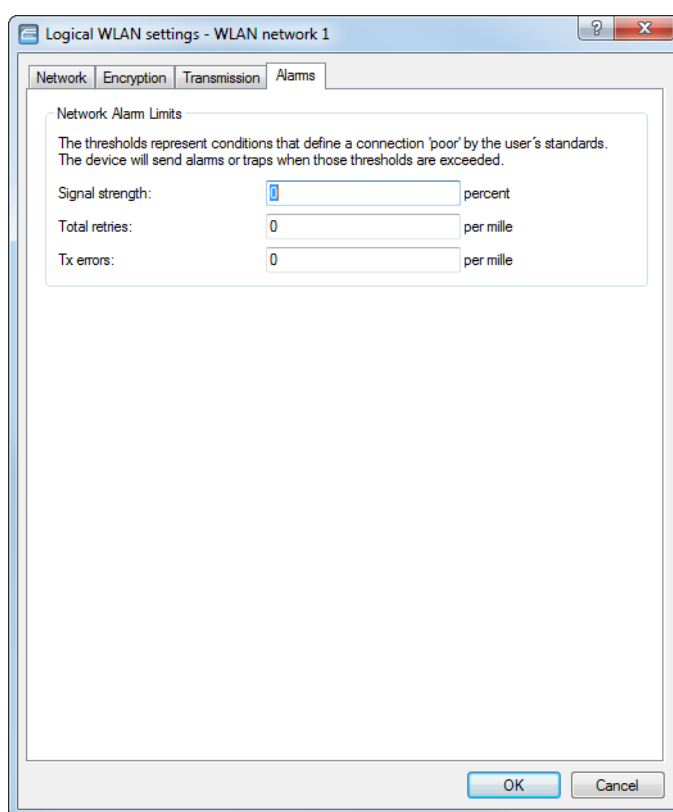 Logical WLAN settings - WLAN network 1
?
Network Encryption Transmission Alarms
Network Alarm Limits
The thresholds represent conditions that define a connection 'poor' by the user´s standards.
The device will send alarms or traps when those thresholds are exceeded.
Signal strength: 0 percent
Total retries: 0 per mille
Tx errors: 0 per mille
OK Cancel